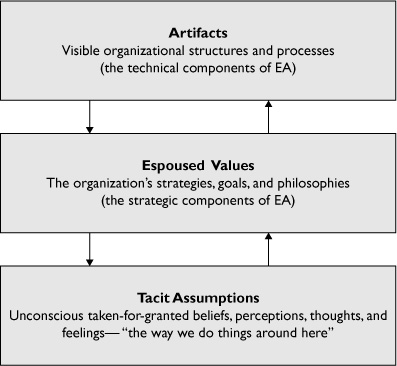 Artifacts
Visible organizational structures and processes
(the technical components of EA)
Espoused Values
The organization's strategies, goals, and philosophies
(the strategic components of EA)
Tacit Assumptions
Unconscious taken-for-granted beliefs, perceptions, thoughts, and
feelings— “the way we do things around here”